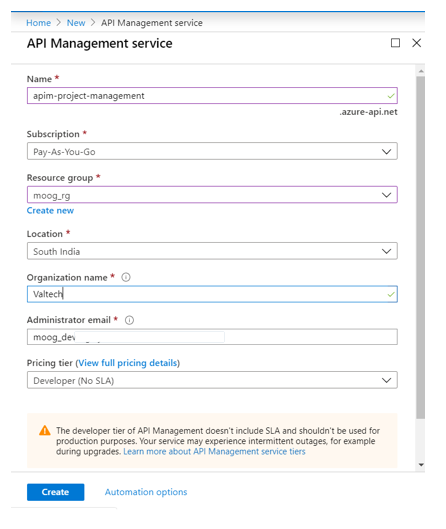 Home > New > API Management service
API Management service
Name *
apim-project-management
.azure-api.net
Subscription *
Pay-As-You-Go
Resource group *
moog_rg
Create new
Location *
South India
Organization name *
Valtech
Administrator email *
Pricing tier (View full pricing details)
Developer (No SLA)
The developer tier of API Management doesn't include SLA and shouldn't be used for
production purposes. Your service may experience intermittent outages, for example
during upgrades. Learn more about API Management service tiers
Create
Automation options